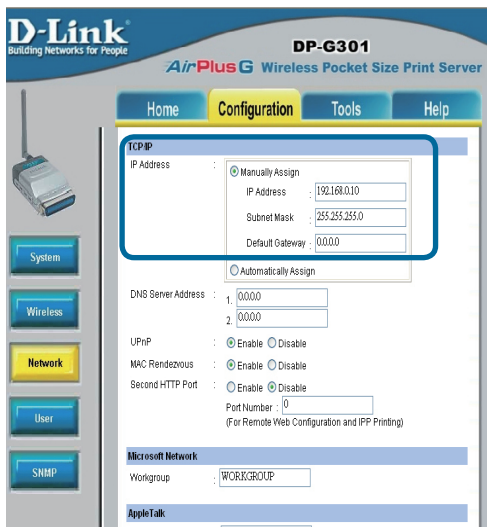 D-Link
Building Networks for People
DP-G301
AirPlus G Wireless Pocket Size Print Server
Home Configuration Tools Help
TCP/IP
IP Address : Manually Assign
IP Address : 192.168.0.10
Subnet Mask : 255.255.255.0
Default Gateway : 0.0.0.0
Automatically Assign
DNS Server Address : 1. 0.0.0.0
2. 0.0.0.0
UPnP : Enable Disable
MAC Rendezvous : Enable Disable
Second HTTP Port : Enable Disable
Port Number : 0
(For Remote Web Configuration and IPP Printing)
Microsoft Network
Workgroup : WORKGROUP
AppleTalk
System
Wireless
Network
User
SNMP